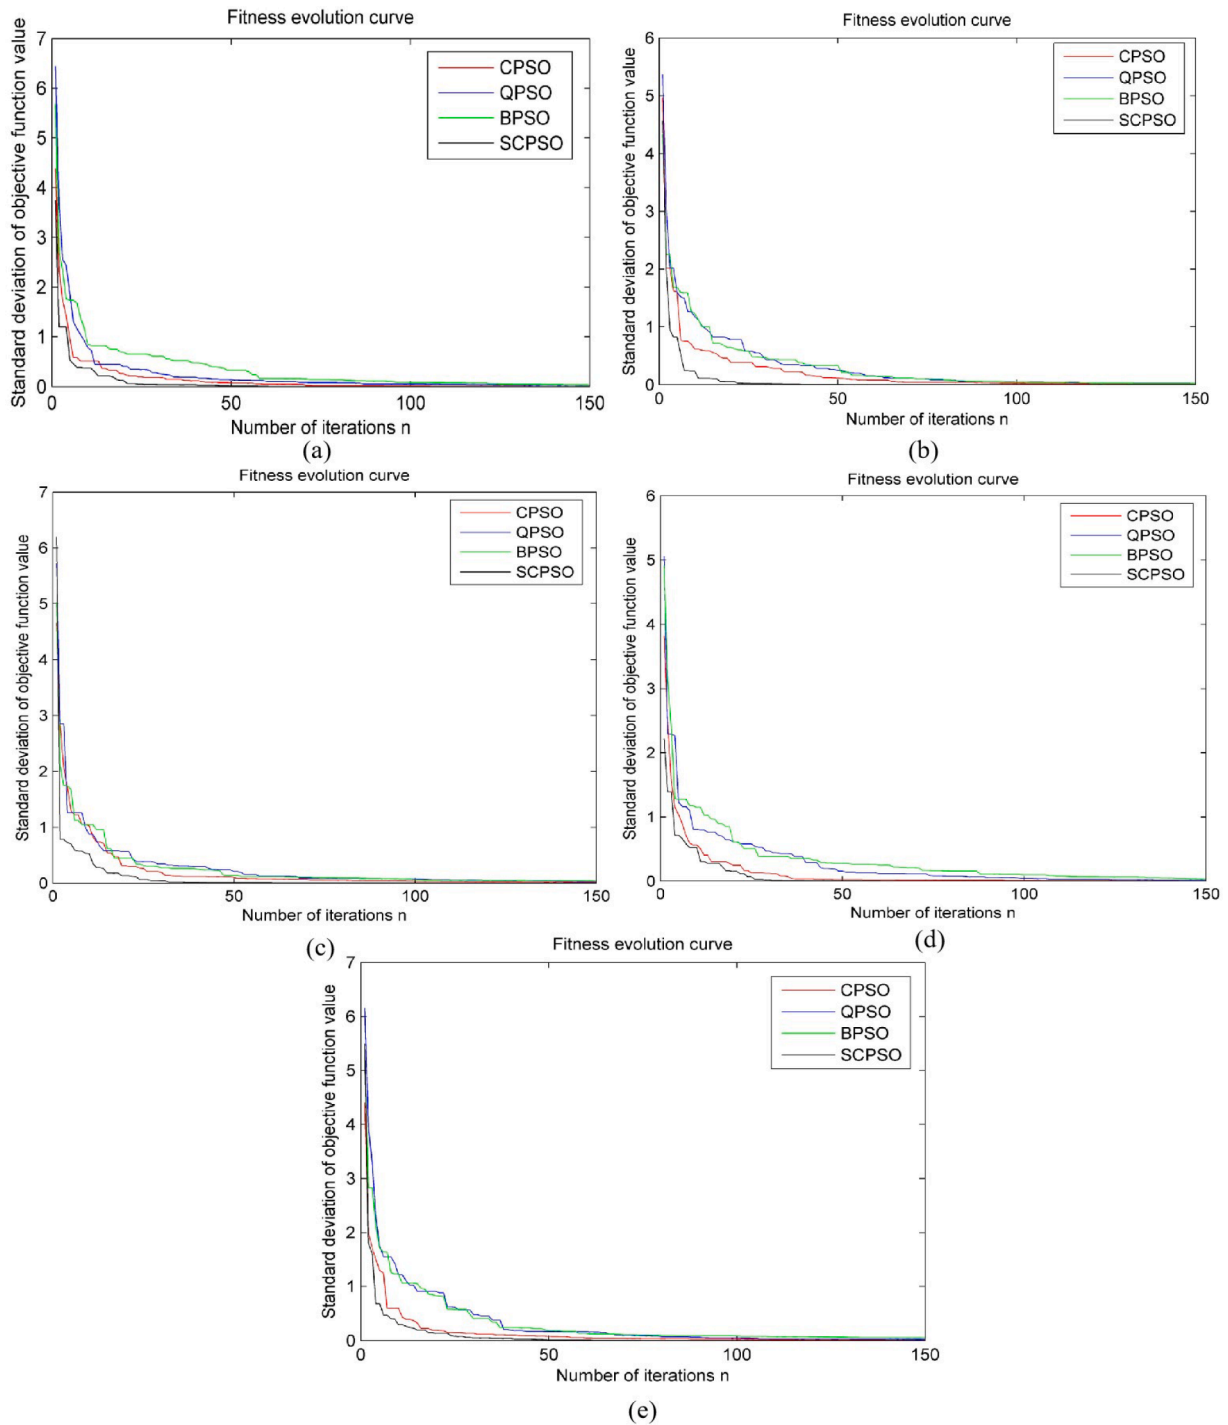 Fitness evolution curve
Standard deviation of objective function value
7
6
5
4
3
2
1
0
CPSO
QPSO
BPSO
SCPSO
0 50 100 150
Number of iterions n
(a)
Fitness evolution curve
Standard deviation of objective function value
6
5
4
3
2
1
0
CPSO
QPSO
BPSO
SCPSO
0 50 100 150
Number of iterions n
(b)
Fitness evolution curve
Standard deviation of objective function value
7
6
5
4
3
2
1
0
CPSO
QPSO
BPSO
SCPSO
0 50 100 150
Number of iterions n
(c)
Fitness evolution curve
Standard deviation of objective function value
6
5
4
3
2
1
0
CPSO
QPSO
BPSO
SCPSO
0 50 100 150
Number of iterions n
(d)
Fitness evolution curve
Standard deviation of objective function value
7
6
5
4
3
2
1
0
CPSO
QPSO
BPSO
SCPSO
0 50 100 150
Number of iterions n
(e)